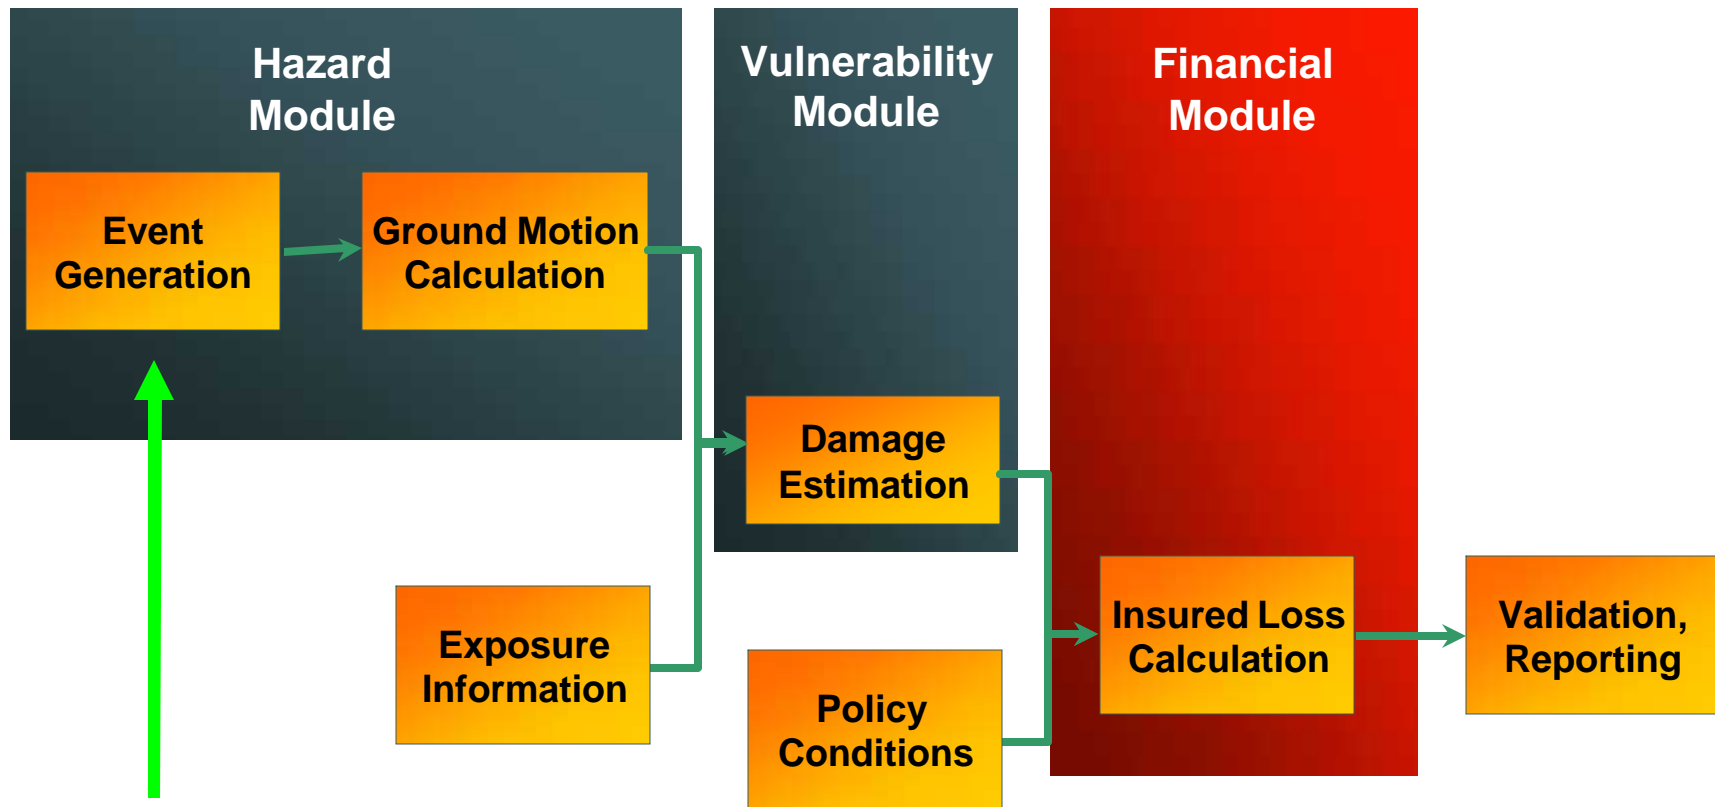 Hazard
Module
Vulnerability
Module
Financial
Module
Event
Generation
Ground Motion
Calculation
Damage
Estimation
Exposure
Information
Policy
Conditions
Insured Loss
Calculation
Validation,
Reporting